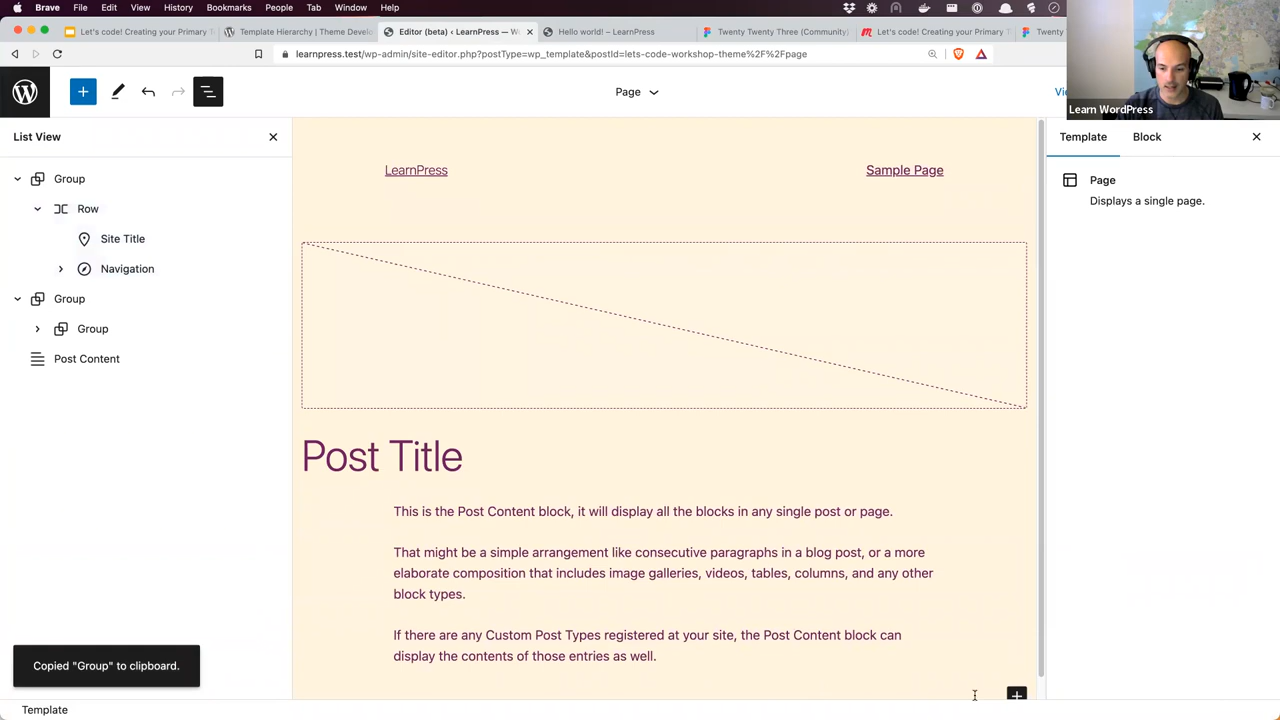 Brave File Edit View History Bookmarks People Tab Window Help
Let's code! Creating your Primary T
Template Hierarchy | Theme Develo
Editor (beta) ‹ LearnPress — W
Hello world! – LearnPress
Twenty Twenty Three (Community)
Let's code! Creating your Primary T
Twenty Tw
learnpress.test/wp-admin/site-editor.php?postType=wp_template&postId=lets-code-workshop-theme%2F%2Fpage
Page
Learn WordPress
List View
Template
Block
Group
Row
Site Title
Navigation
Group
Group
Post Content
LearnPress
Sample Page
Page
Displays a single page.
Post Title
This is the Post Content block, it will display all the blocks in any single post or page.
That might be a simple arrangement like consecutive paragraphs in a blog post, or a more
elaborate composition that includes image galleries, videos, tables, columns, and any other
block types.
If there are any Custom Post Types registered at your site, the Post Content block can
display the contents of those entries as well.
Copied "Group" to clipboard.
Template